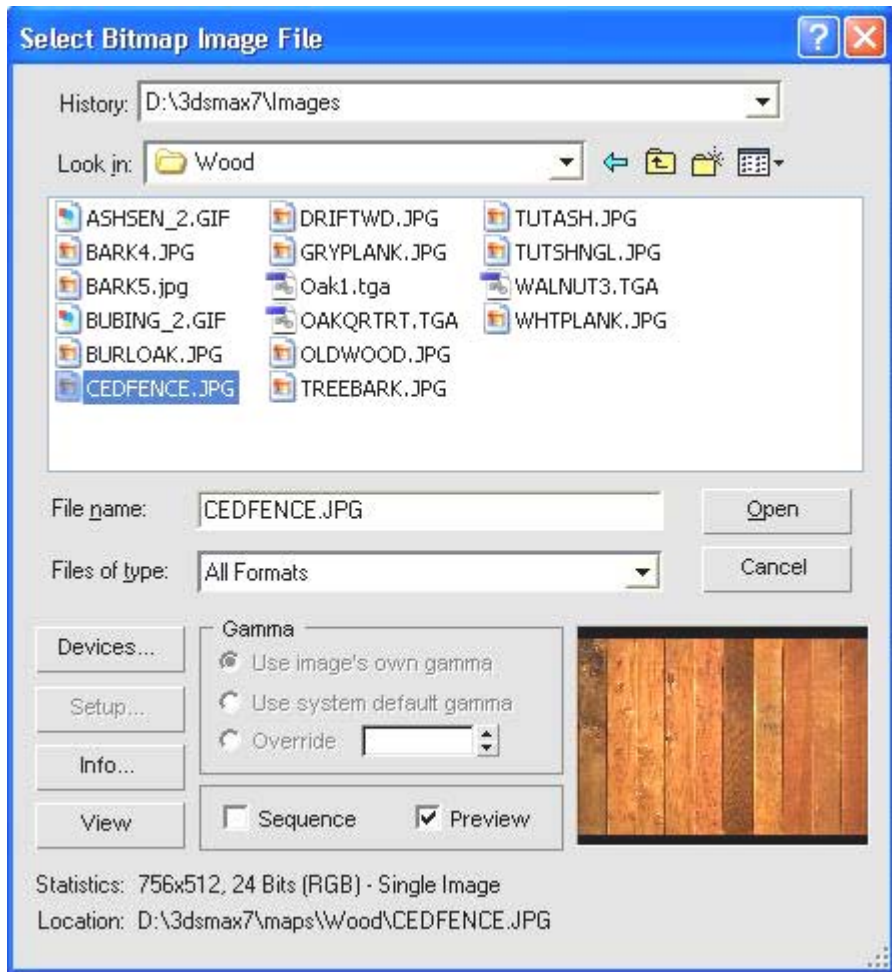 Select Bitmap Image File
History: D:\3dsmax7\Images
Look in: Wood
ASHSEN_2.GIF DRIFTWD.JPG TUTASH.JPG
BARK4.JPG GRYPLANK.JPG TUTSHNGL.JPG
BARK5.jpg Oak1.tga WALNUT3.TGA
BUBING_2.GIF OAKQRTRT.TGA WHTPLANK.JPG
BURLOAK.JPG OLDWOOD.JPG
CEDFENCE.JPG TREEBARK.JPG
File name: CEDFENCE.JPG Open
Files of type: All Formats Cancel
Devices... Gamma
Use image's own gamma
Setup... Use system default gamma
Override
Info...
View Sequence Preview
Statistics: 756x512, 24 Bits (RGB) - Single Image
Location: D:\3dsmax7\maps\Wood\CEDFENCE.JPG